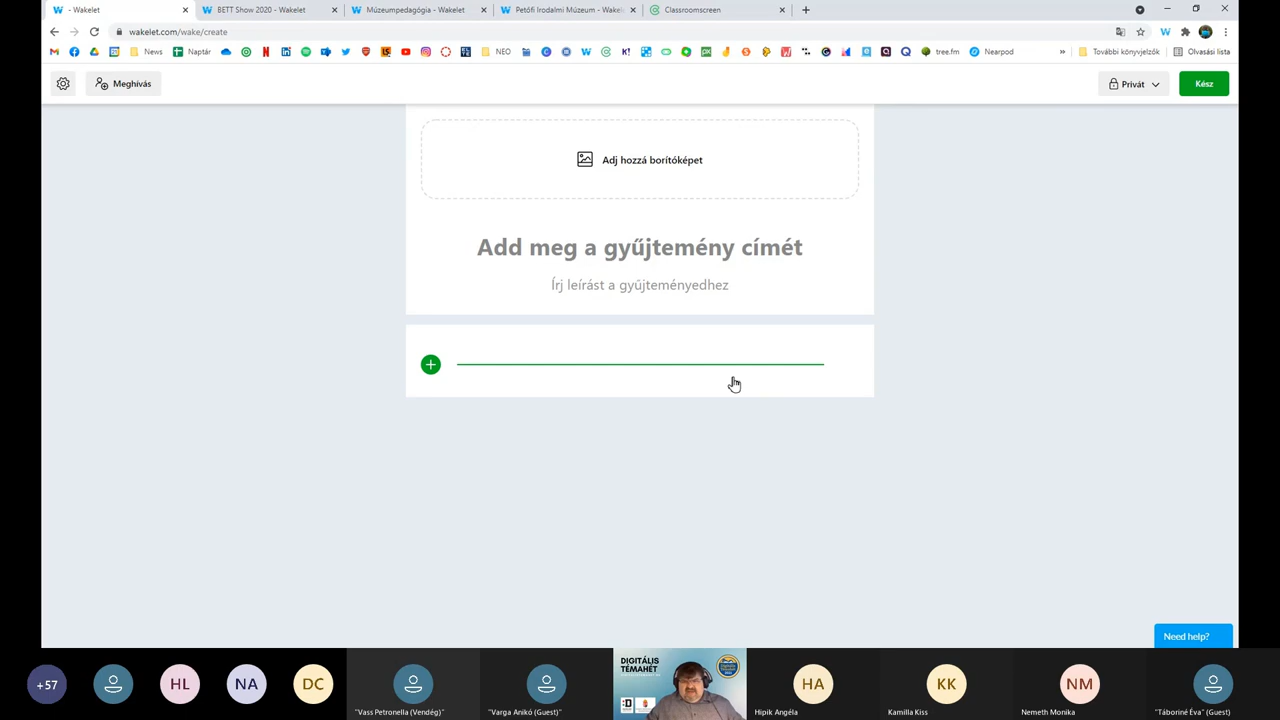 - Wakelet
BETT Show 2020 - Wakelet
Múzeumpedagógia - Wakelet
Petőfi Irodalmi Múzeum - Wakel
Classroomscreen
wakelet.com/wake/create
News
Naptár
NEO
tree.fm
Nearpod
»
További könyvjelzők
Olvasási lista
Meghívás
Privát
Kész
Adj hozzá borítóképet
Add meg a gyűjtemény címét
Írj leírást a gyűjteményedhez
Need help?
+57
HL
NA
DC
"Vass Petronella (Vendég)"
"Varga Anikó (Guest)"
DIGITÁLIS
TÉMAHÉT
HA
Hipik Angéla
KK
Kamilla Kiss
NM
Nemeth Monika
"Táboriné Éva" (Guest)